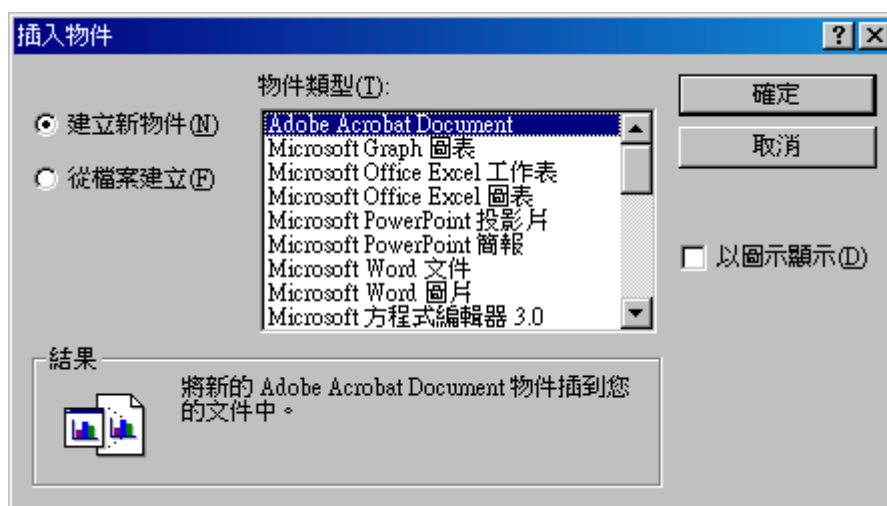 插入物件
物件類型(T):
建立新物件(N)
從檔案建立(F)
Adobe Acrobat Document
Microsoft Graph 圖表
Microsoft Office Excel 工作表
Microsoft Office Excel 圖表
Microsoft PowerPoint 投影片
Microsoft PowerPoint 簡報
Microsoft Word 文件
Microsoft Word 圖片
Microsoft 方程式編輯器 3.0
確定
取消
以圖示顯示(D)
結果
將新的 Adobe Acrobat Document 物件插到您
的文件中。